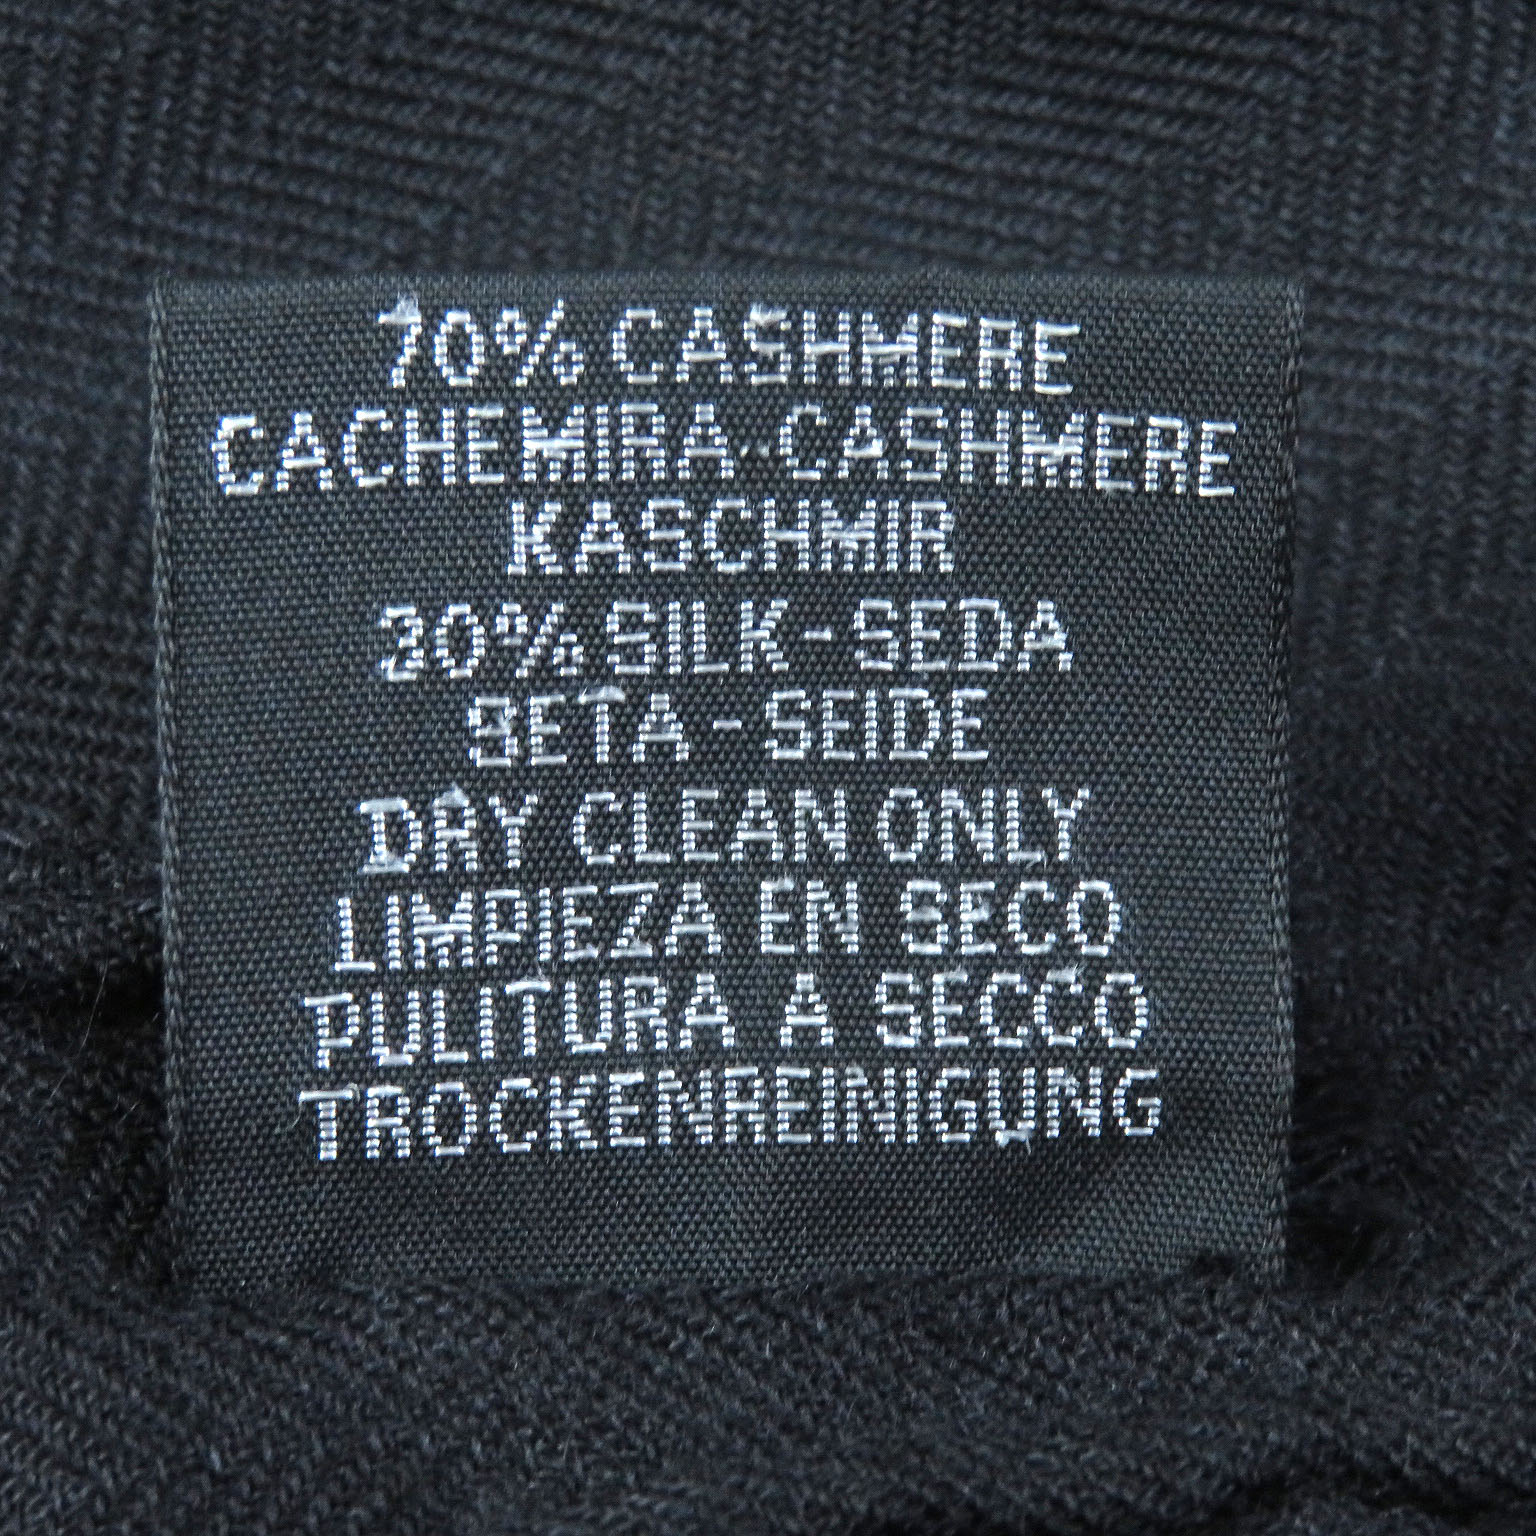 70% CASHMERE
CACHEMIRA - CASHMERE
KASCHMIR
30% SILK - SEDA
SETA - SEIDE
DRY CLEAN ONLY
LIMPIEZA EN SECO
PULITURA A SECCO
TROCKENREINIGUNG